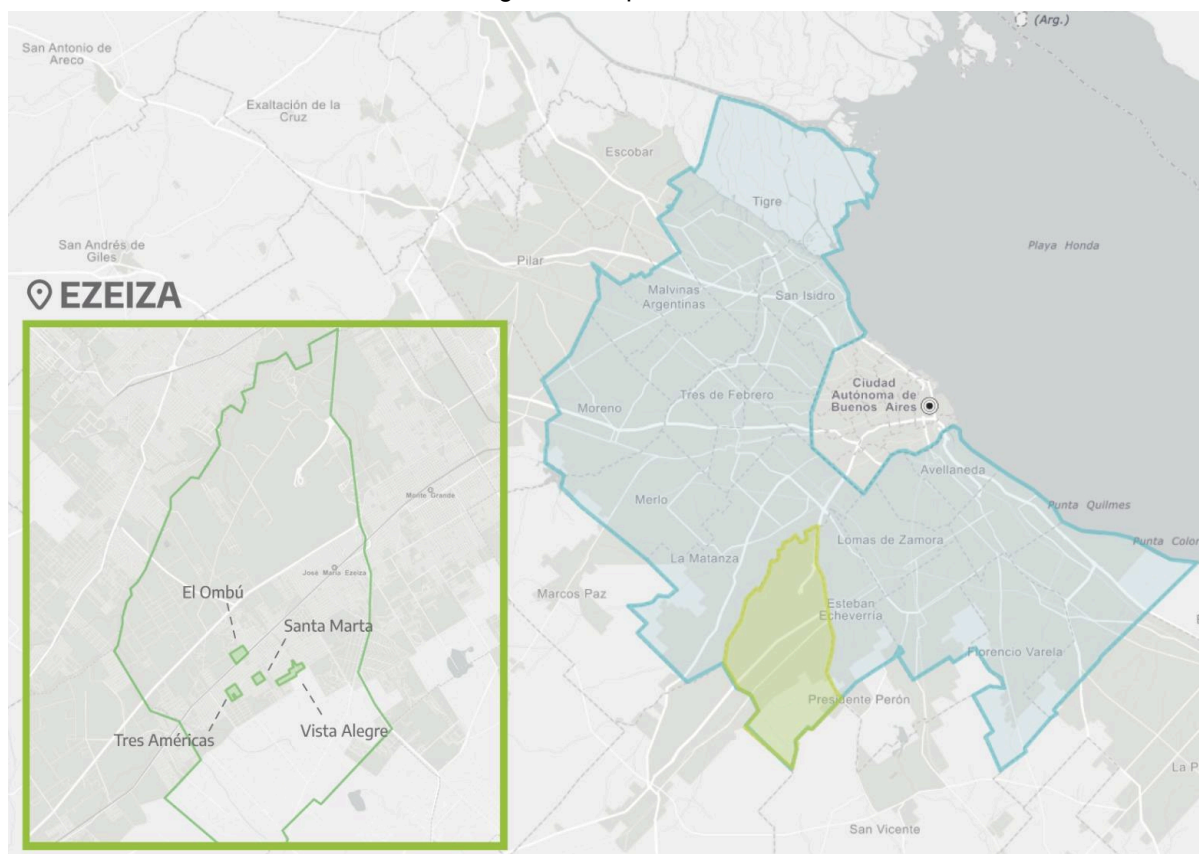 (Arg.)
San Antonio de
Areco
Exaltación de la
Cruz
Escobar
Tigre
San Andrés de
Giles
Pilar
Playa Honda
EZEIZA
Malvinas
Argentinas
San Isidro
Ciudad
Autónoma de
Buenos Aires
Tres de Febrero
Moreno
Avellaneda
Merlo
Punta Quilmes
Monte Grande
La Matanza
Lomas de Zamora
Punta Color
José María Ezeiza
El Ombú
Marcos Paz
Esteban
Echeverría
Santa Marta
Florencio Varela
Presidente Perón
Tres Américas
Vista Alegre
La P
San Vicente